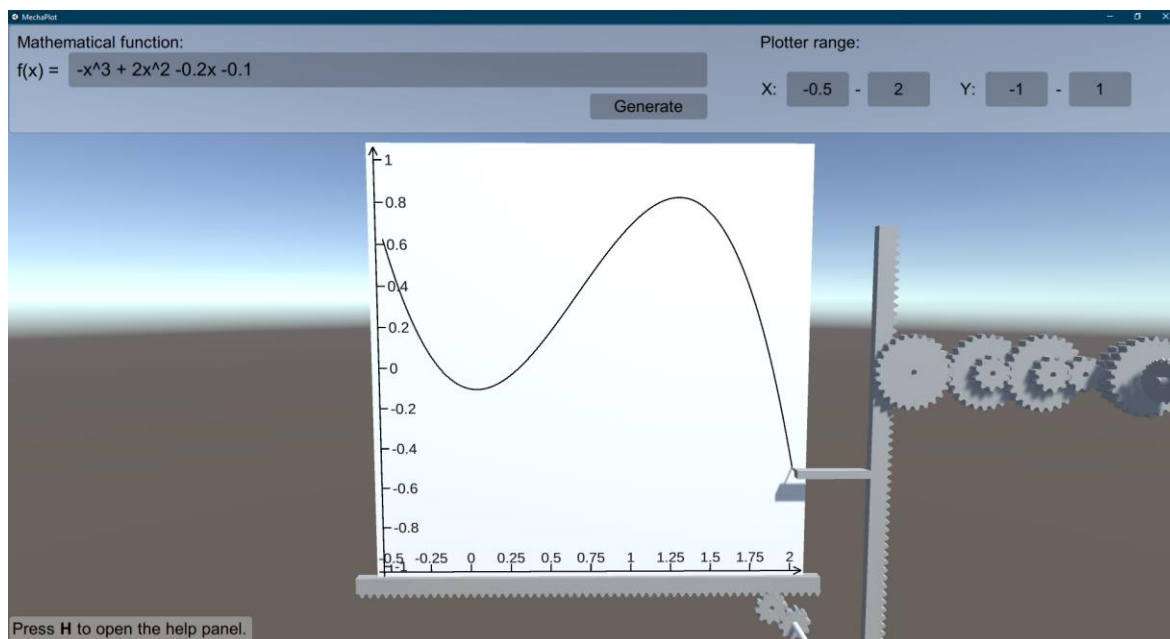 MechaPlot
Mathematical function:
f(x) = -x^3 + 2x^2 -0.2x -0.1
Generate
Plotter range:
X: -0.5 - 2 Y: -1 - 1
1
0.8
0.6
0.4
0.2
0
-0.2
-0.4
-0.6
-0.8
-1
-0.5 -0.25 0 0.25 0.5 0.75 1 1.25 1.5 1.75 2
Press H to open the help panel.